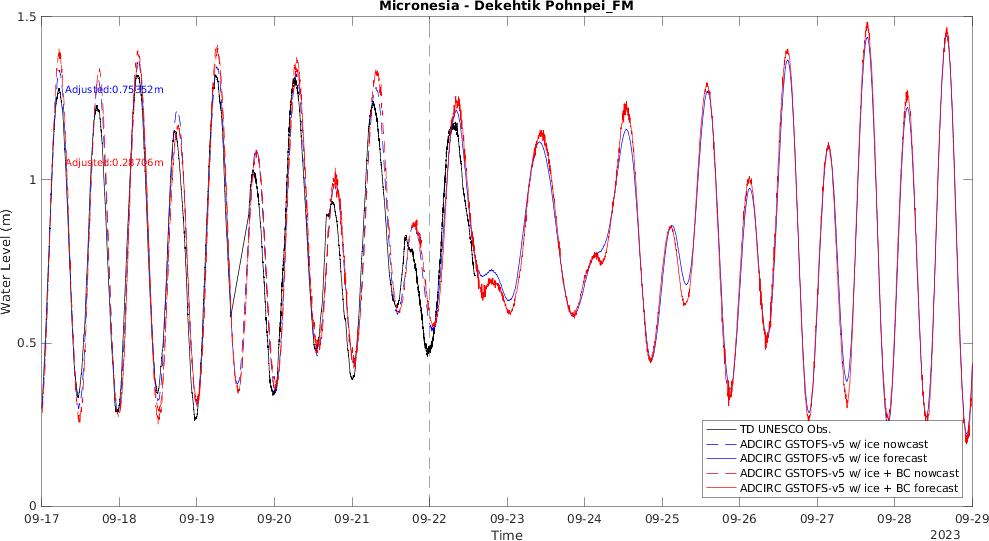 Micronesia - Dekehtik Pohnpei_FM
1.5
Adjusted:0.75352m
Adjusted:0.28706m
1
Water Level (m)
0.5
TD UNESCO Obs.
ADCIRC GSTOFS-v5 w/ ice nowcast
ADCIRC GSTOFS-v5 w/ ice forecast
ADCIRC GSTOFS-v5 w/ ice + BC nowcast
ADCIRC GSTOFS-v5 w/ ice + BC forecast
0
09-17 09-18 09-19 09-20 09-21 09-22 09-23 09-24 09-25 09-26 09-27 09-28 09-29
Time
2023